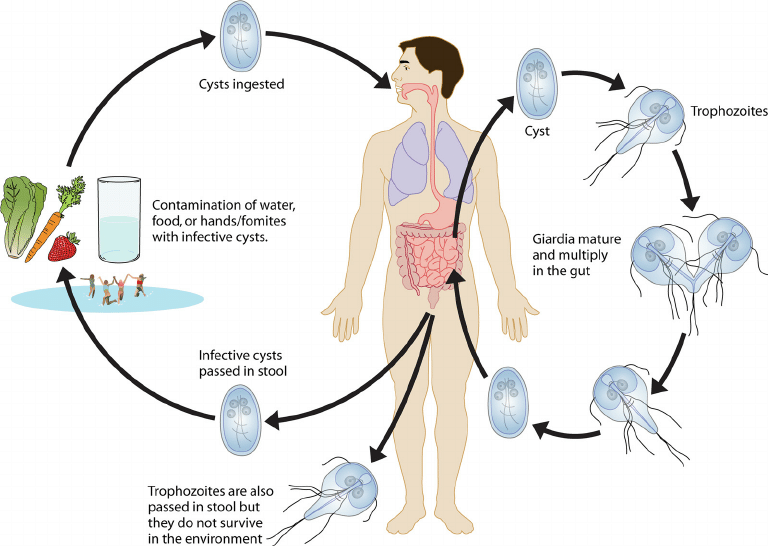 Cysts ingested
Cyst
Trophozoites
Contamination of water,
food, or hands/fomites
with infective cysts.
Giardia mature
and multiply
in the gut
Infective cysts
passed in stool
Trophozoites are also
passed in stool but
they do not survive
in the environment